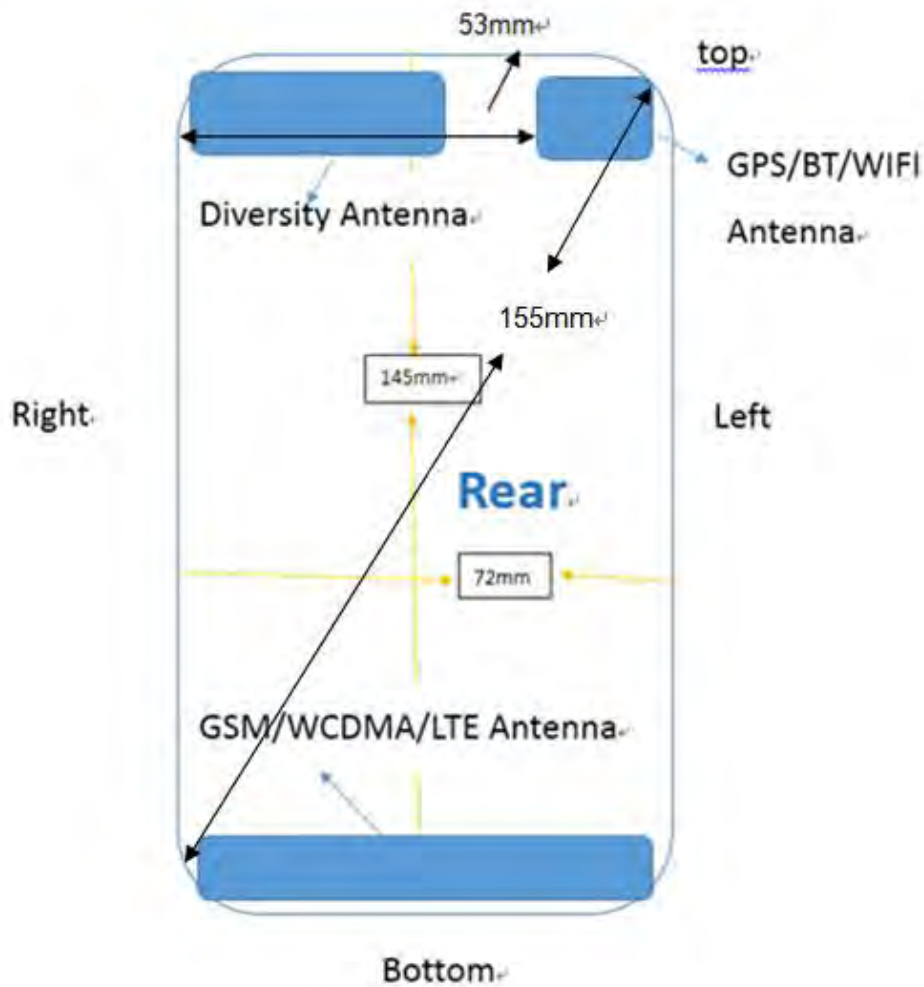 53mm
top
GPS/BT/WIFI
Antenna
Diversity Antenna
155mm
145mm
Right
Left
Rear
72mm
GSM/WCDMA/LTE Antenna
Bottom